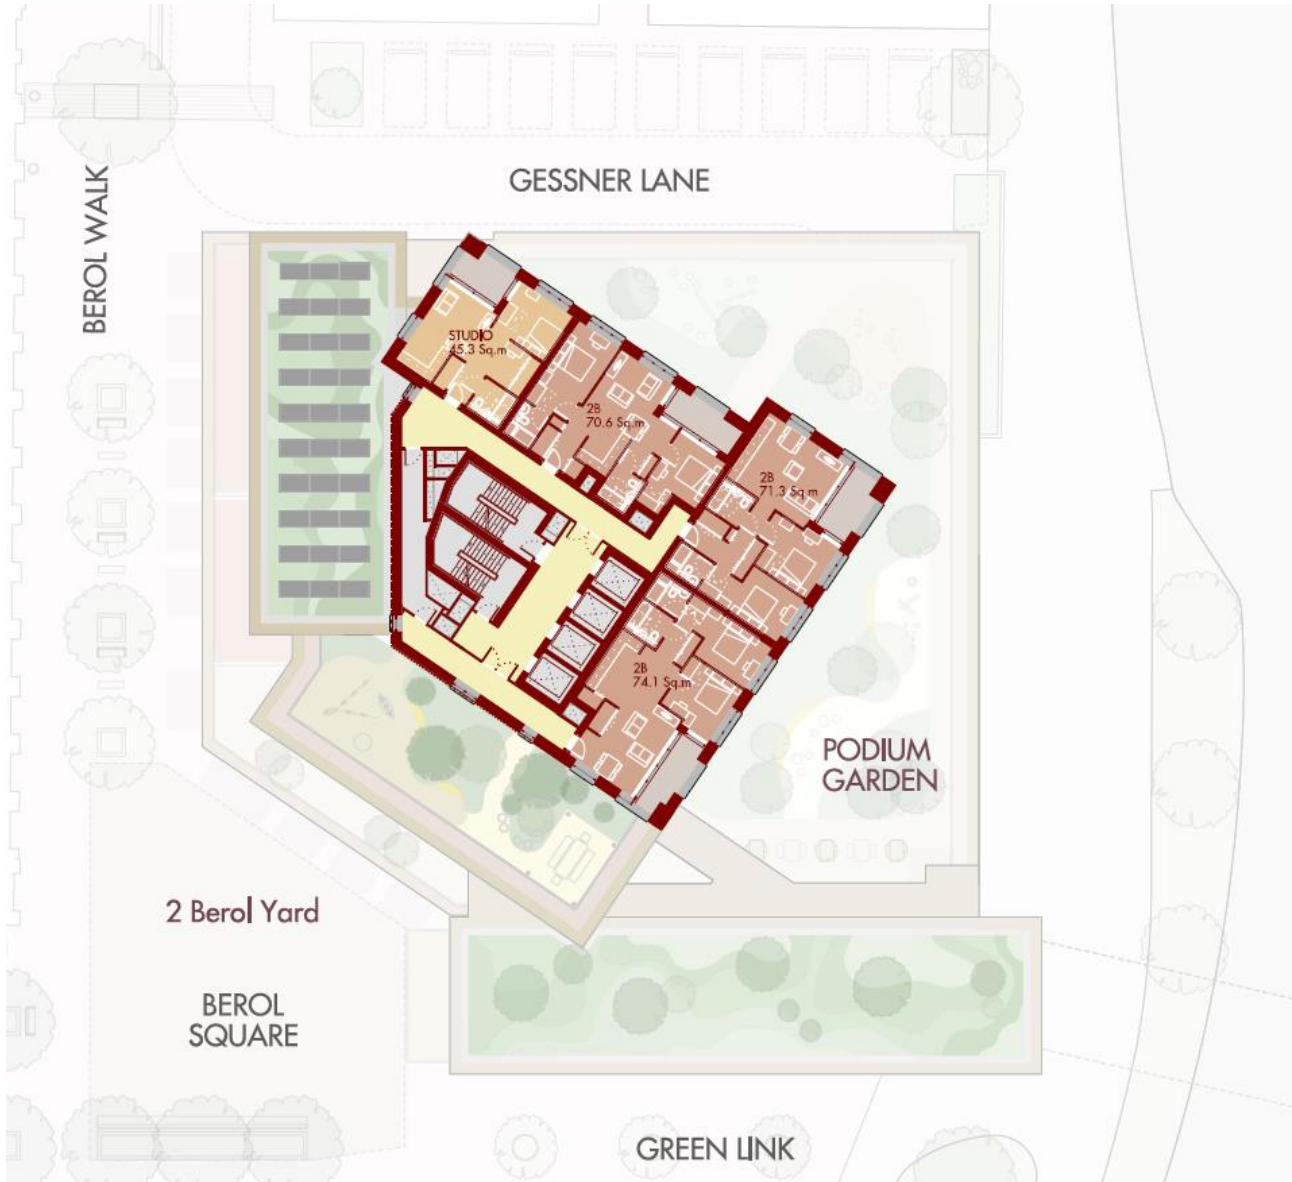 GESSNER LANE
BEROL WALK
STUDIO
45.3 Sq.m
2B
70.6 Sq.m
2B
71.3 Sq.m
2B
74.1 Sq.m
PODIUM
GARDEN
2 Berol Yard
BEROL
SQUARE
GREEN LINK